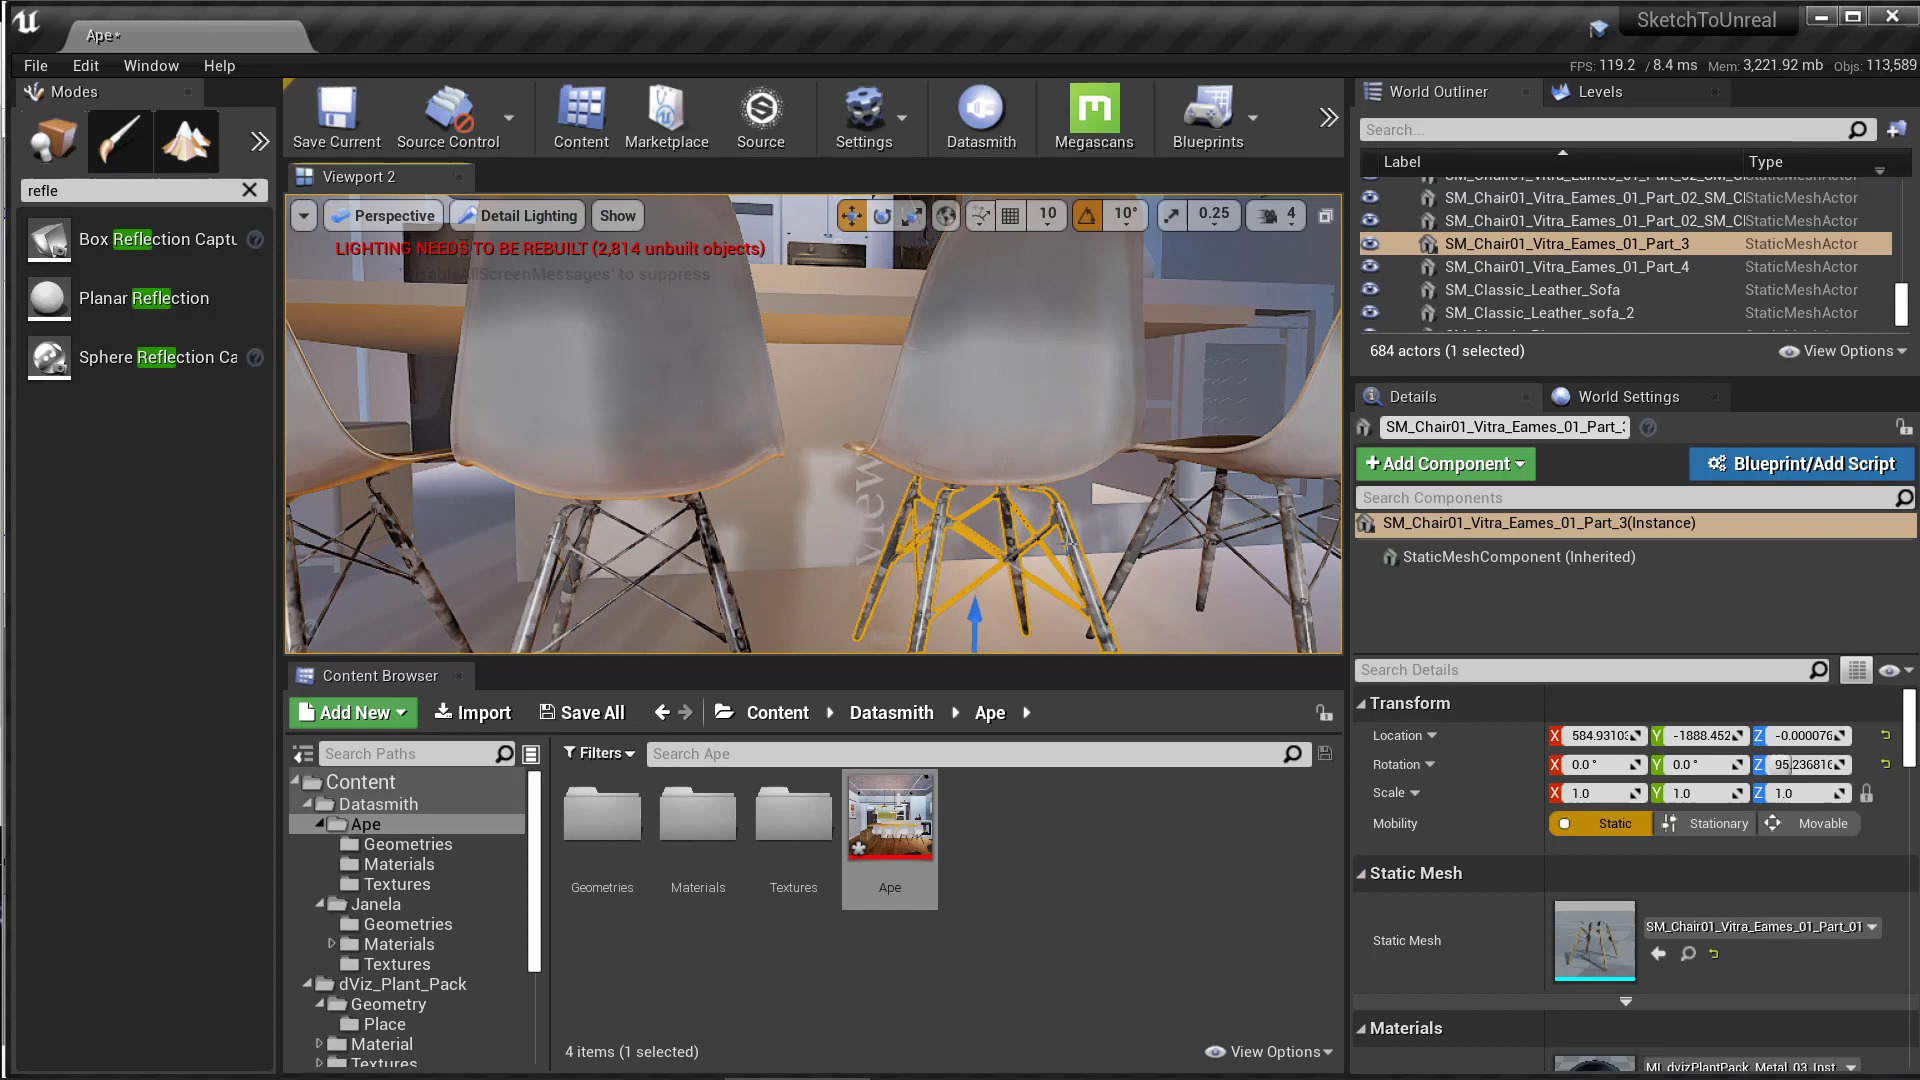 Ape*
SketchToUnreal
File Edit Window Help
FPS: 119.2 / 8.4 ms Mem: 3,221.92 mb Objs: 113,589
Modes
refle
Box Reflection Captu
Planar Reflection
Sphere Reflection Ca
Save Current
Source Control
Content
Marketplace
Source
Settings
Datasmith
Megascans
Blueprints
Viewport 2
Perspective
Detail Lighting
Show
10
10°
0.25
4
LIGHTING NEEDS TO BE REBUILT (2,814 unbuilt objects)
ScreenMessages' to suppress
World Outliner
Levels
Search...
Label Type
SM_Chair01_Vitra_Eames_01_Part_02_SM_C StaticMeshActor
SM_Chair01_Vitra_Eames_01_Part_02_SM_C StaticMeshActor
SM_Chair01_Vitra_Eames_01_Part_02_SM_C StaticMeshActor
SM_Chair01_Vitra_Eames_01_Part_3 StaticMeshActor
SM_Chair01_Vitra_Eames_01_Part_4 StaticMeshActor
SM_Classic_Leather_Sofa StaticMeshActor
SM_Classic_Leather_sofa_2 StaticMeshActor
684 actors (1 selected)
View Options
Details
World Settings
SM_Chair01_Vitra_Eames_01_Part_
+Add Component
Blueprint/Add Script
Search Components
SM_Chair01_Vitra_Eames_01_Part_3(Instance)
StaticMeshComponent (Inherited)
Search Details
Transform
Location X 584.93103 Y -1888.452 Z -0.000076
Rotation X 0.0 ° Y 0.0 ° Z 95.236816
Scale X 1.0 Y 1.0 Z 1.0
Mobility Static Stationary Movable
Static Mesh
Static Mesh
SM_Chair01_Vitra_Eames_01_Part_01
Materials
MI_dvizPlantPack_Metal_03_Inst
Content Browser
Add New
Import
Save All
Content
Datasmith
Ape
Search Paths
Filters
Search Ape
Content
Datasmith
Ape
Geometries
Materials
Textures
Janela
Geometries
Materials
Textures
dViz_Plant_Pack
Geometry
Place
Material
Textures
Geometries
Materials
Textures
Ape
4 items (1 selected)
View Options